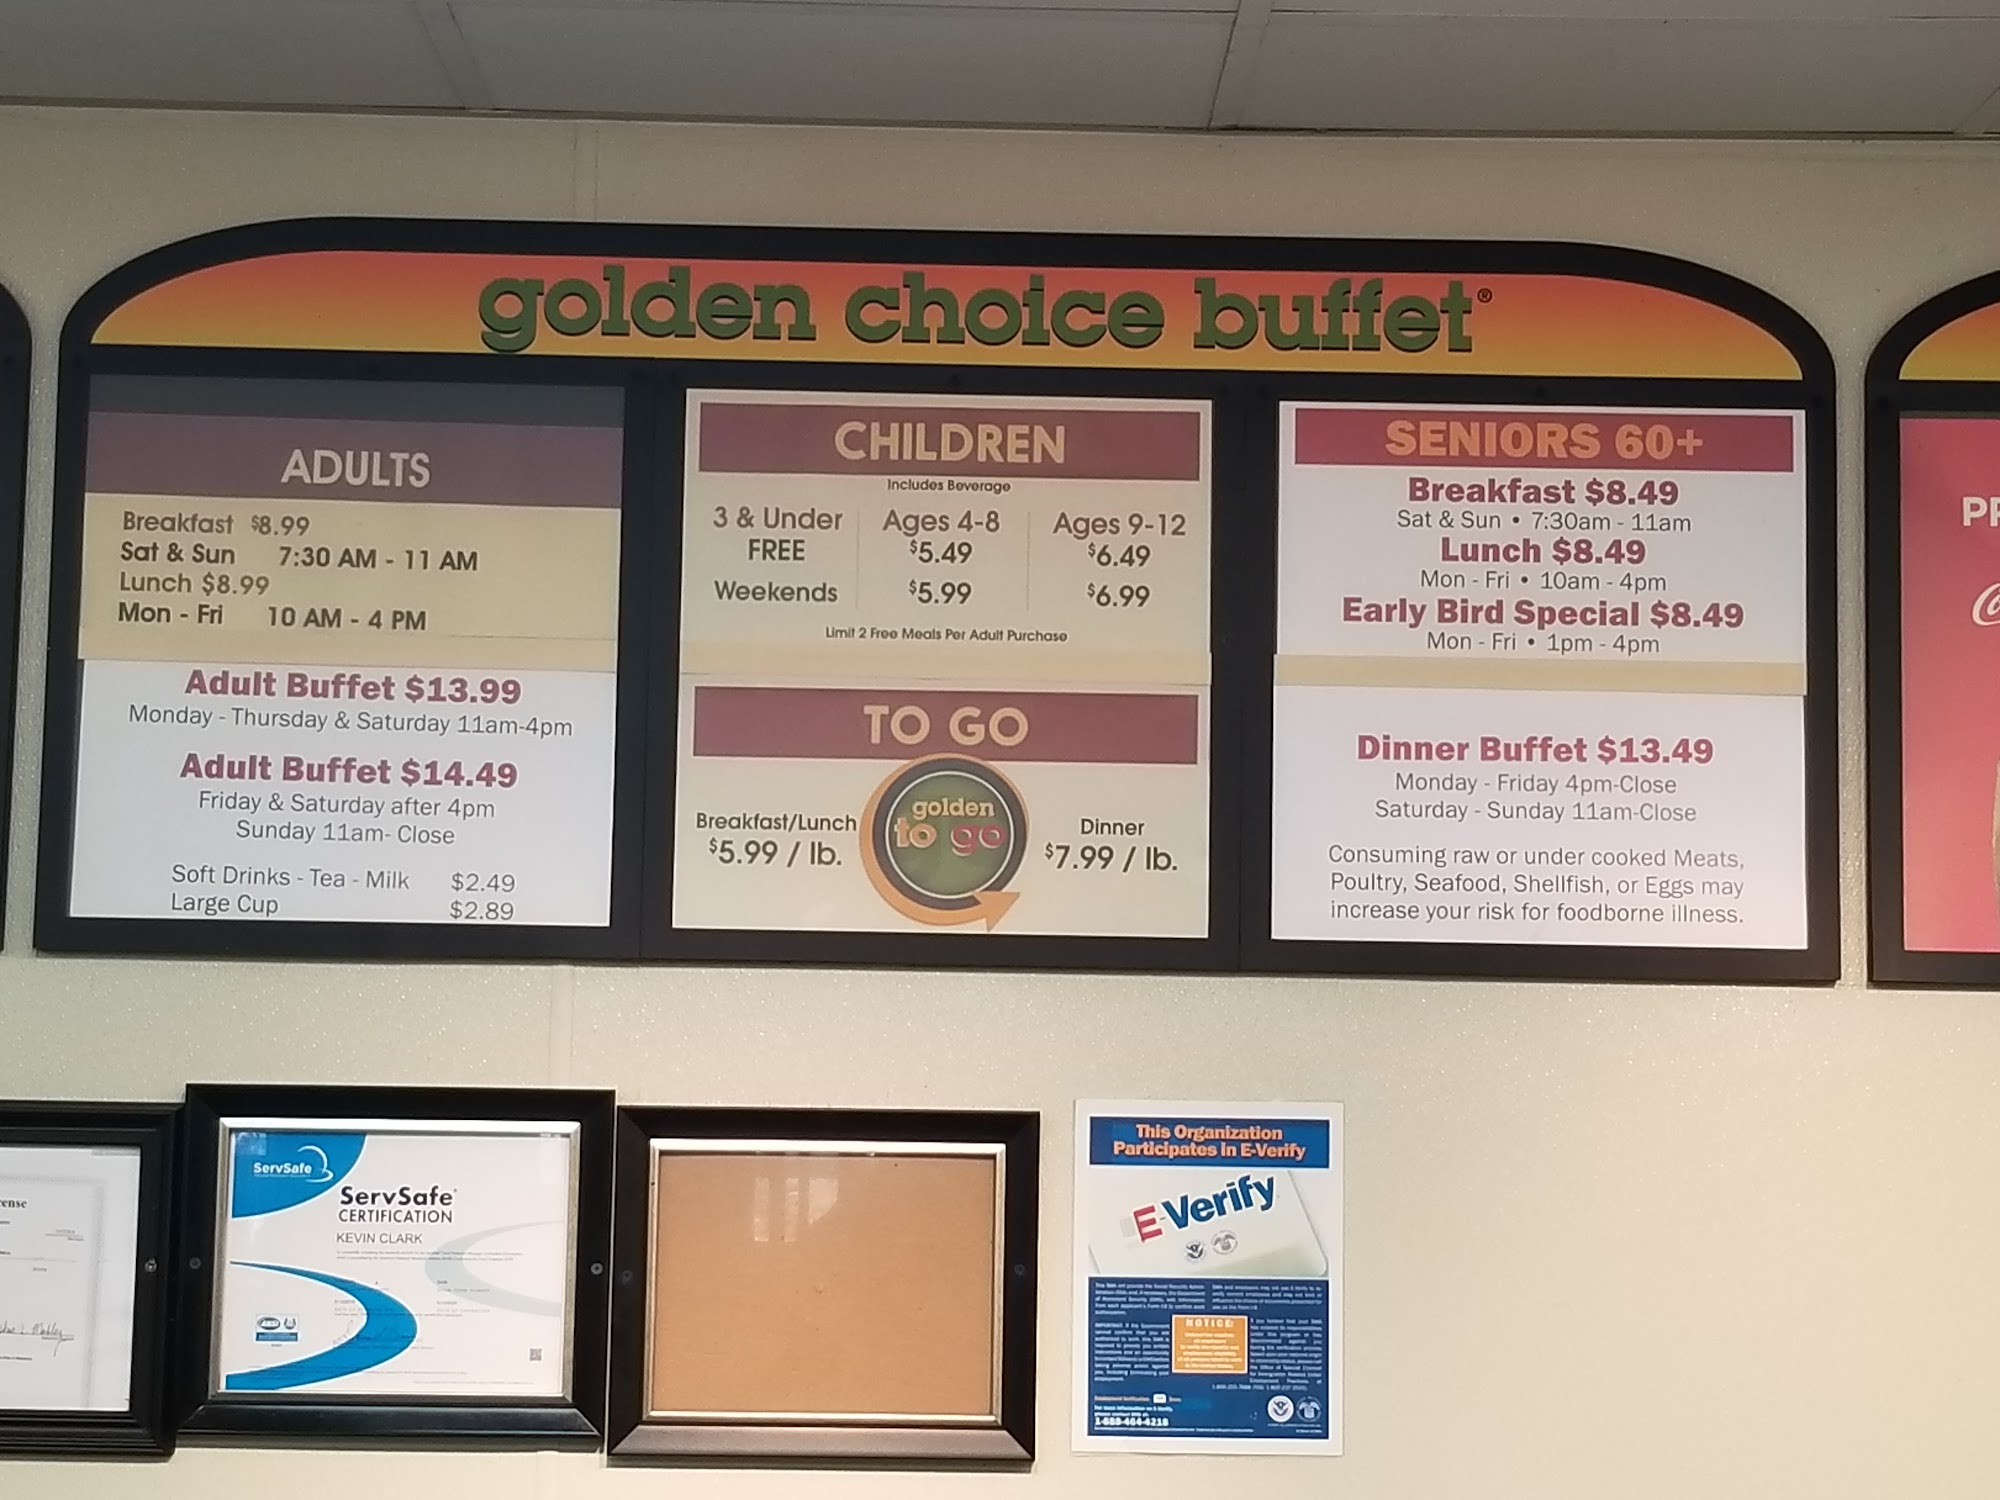 golden choice buffet®
ADULTS
Breakfast $8.99
Sat & Sun 7:30 AM - 11 AM
Lunch $8.99
Mon - Fri 10 AM - 4 PM
Adult Buffet $13.99
Monday - Thursday & Saturday 11am-4pm
Adult Buffet $14.49
Friday & Saturday after 4pm
Sunday 11am- Close
Soft Drinks - Tea - Milk $2.49
Large Cup $2.89
CHILDREN
Includes Beverage
3 & Under Ages 4-8 Ages 9-12
FREE $5.49 $6.49
Weekends $5.99 $6.99
Limit 2 Free Meals Per Adult Purchase
TO GO
golden
to go
Breakfast/Lunch
$5.99 / lb.
Dinner
$7.99 / lb.
SENIORS 60+
Breakfast $8.49
Sat & Sun • 7:30am - 11am
Lunch $8.49
Mon - Fri • 10am - 4pm
Early Bird Special $8.49
Mon - Fri • 1pm - 4pm
Dinner Buffet $13.49
Monday - Friday 4pm-Close
Saturday - Sunday 11am-Close
Consuming raw or under cooked Meats,
Poultry, Seafood, Shellfish, or Eggs may
increase your risk for foodborne illness.
ServSafe
ServSafe
CERTIFICATION
KEVIN CLARK
This Organization
Participates in E-Verify
E-Verify
NOTICE:
1-888-464-4218